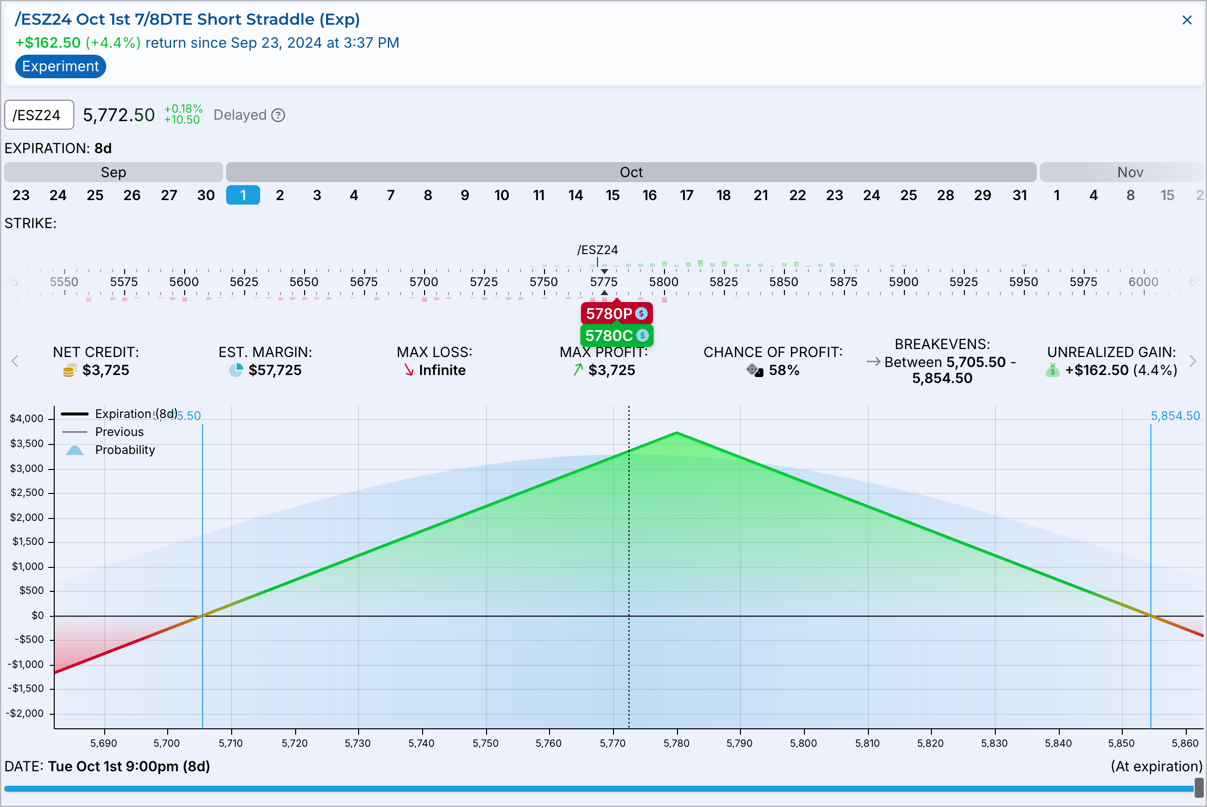 /ESZ24 Oct 1st 7/8DTE Short Straddle (Exp)
+$162.50 (+4.4%) return since Sep 23, 2024 at 3:37 PM
Experiment
/ESZ24 5,772.50 +0.18% +10.50 Delayed ?
EXPIRATION: 8d
Sep Oct Nov
23 24 25 26 27 30 1 2 3 4 7 8 9 10 11 14 15 16 17 18 21 22 23 24 25 28 29 31 1 4 8 15 2
STRIKE:
/ESZ24
5550 5575 5600 5625 5650 5675 5700 5725 5750 5775 5800 5825 5850 5875 5900 5925 5950 5975 6000
5780P $
5780C $
NET CREDIT:
$3,725
EST. MARGIN:
$57,725
MAX LOSS:
Infinite
MAX PROFIT:
$3,725
CHANCE OF PROFIT:
58%
BREAKEVENS:
Between 5,705.50 -
5,854.50
UNREALIZED GAIN:
+$162.50 (4.4%)
Expiration (8d)
Previous
Probability
5,854.50
$4,000
$3,500
$3,000
$2,500
$2,000
$1,500
$1,000
$500
$0
-$500
-$1,000
-$1,500
-$2,000
5,690 5,700 5,710 5,720 5,730 5,740 5,750 5,760 5,770 5,780 5,790 5,800 5,810 5,820 5,830 5,840 5,850 5,860
DATE: Tue Oct 1st 9:00pm (8d)
(At expiration)